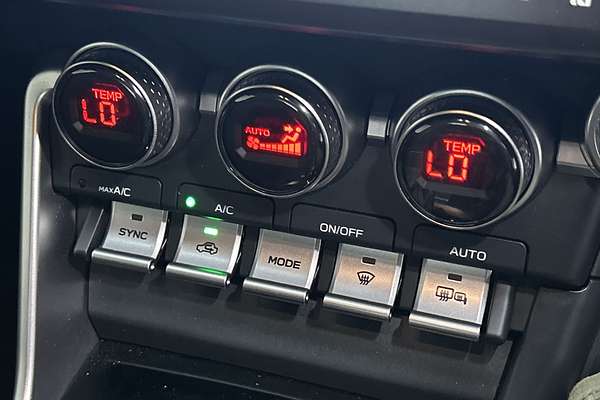 TEMP
LO
AUTO
TEMP
LO
MAX A/C
A/C
ON/OFF
AUTO
SYNC
MODE